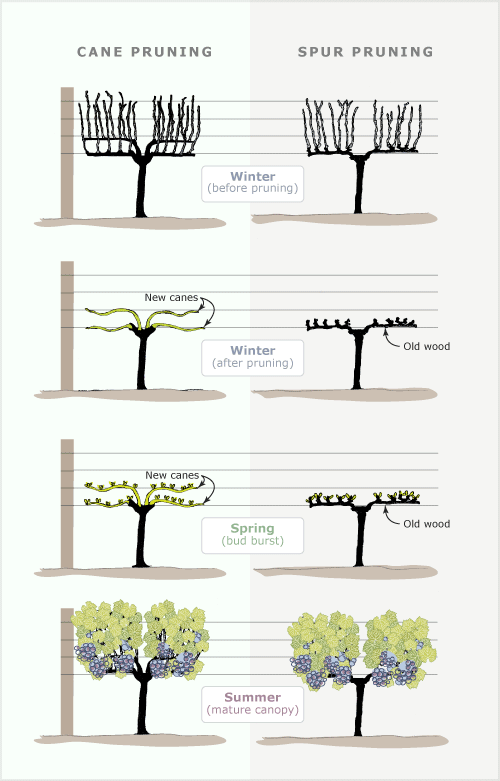 CANE PRUNING
SPUR PRUNING
Winter
(before pruning)
New canes
Winter
(after pruning)
Old wood
New canes
Spring
(bud burst)
Old wood
Summer
(mature canopy)